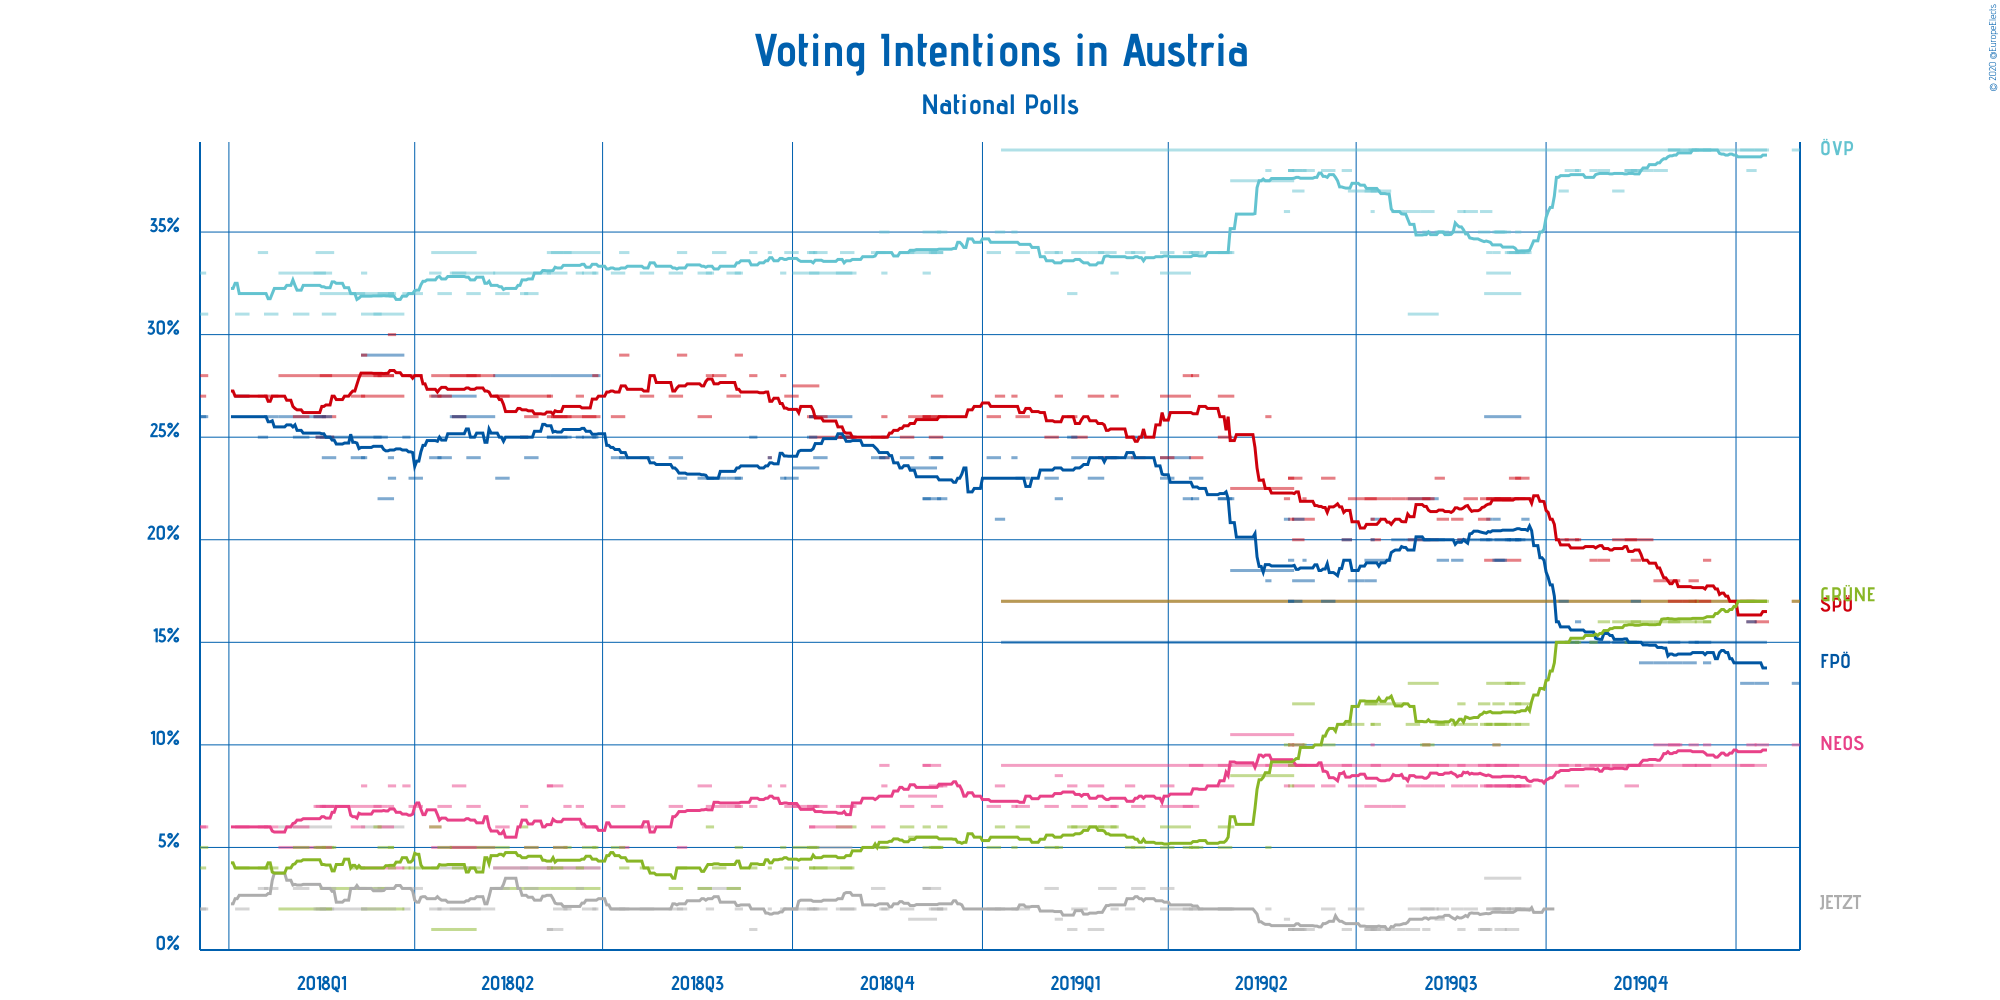 Voting Intentions in Austria
National Polls
© 2020 @EuropeElects
35%
30%
25%
20%
15%
10%
5%
0%
ÖVP
GRÜNE
SPÖ
FPÖ
NEOS
JETZT
2018Q1
2018Q2
2018Q3
2018Q4
2019Q1
2019Q2
2019Q3
2019Q4